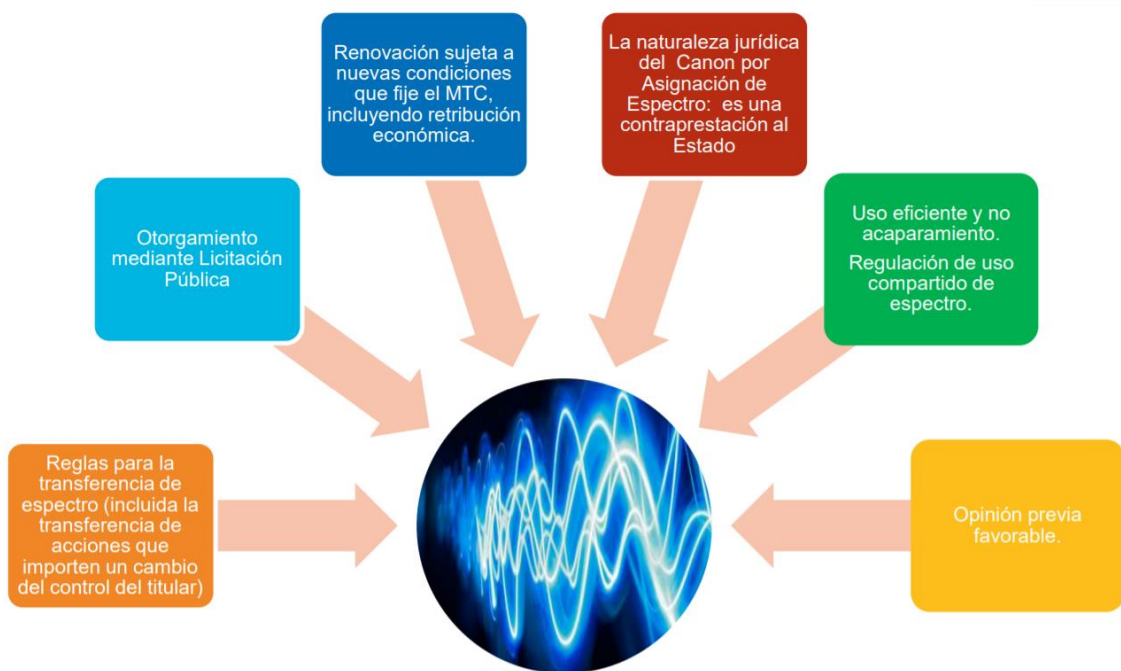 Renovación sujeta a
nuevas condiciones
que fije el MTC,
incluyendo retribución
económica.
La naturaleza jurídica
del Canon por
Asignación de
Espectro: es una
contraprestación al
Estado
Otorgamiento
mediante Licitación
Pública
Uso eficiente y no
acaparamiento.
Regulación de uso
compartido de
espectro.
Reglas para la
transferencia de
espectro (incluida la
transferencia de
acciones que
importen un cambio
del control del titular)
Opinión previa
favorable.